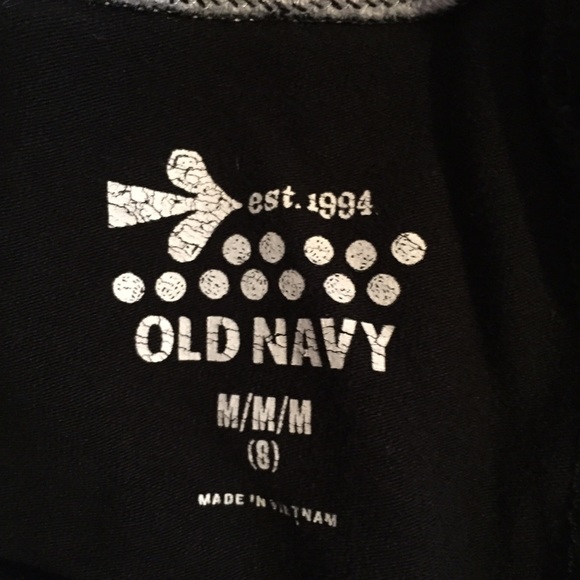 est. 1994
OLD NAVY
M/M/M
(8)
MADE IN VIETNAM